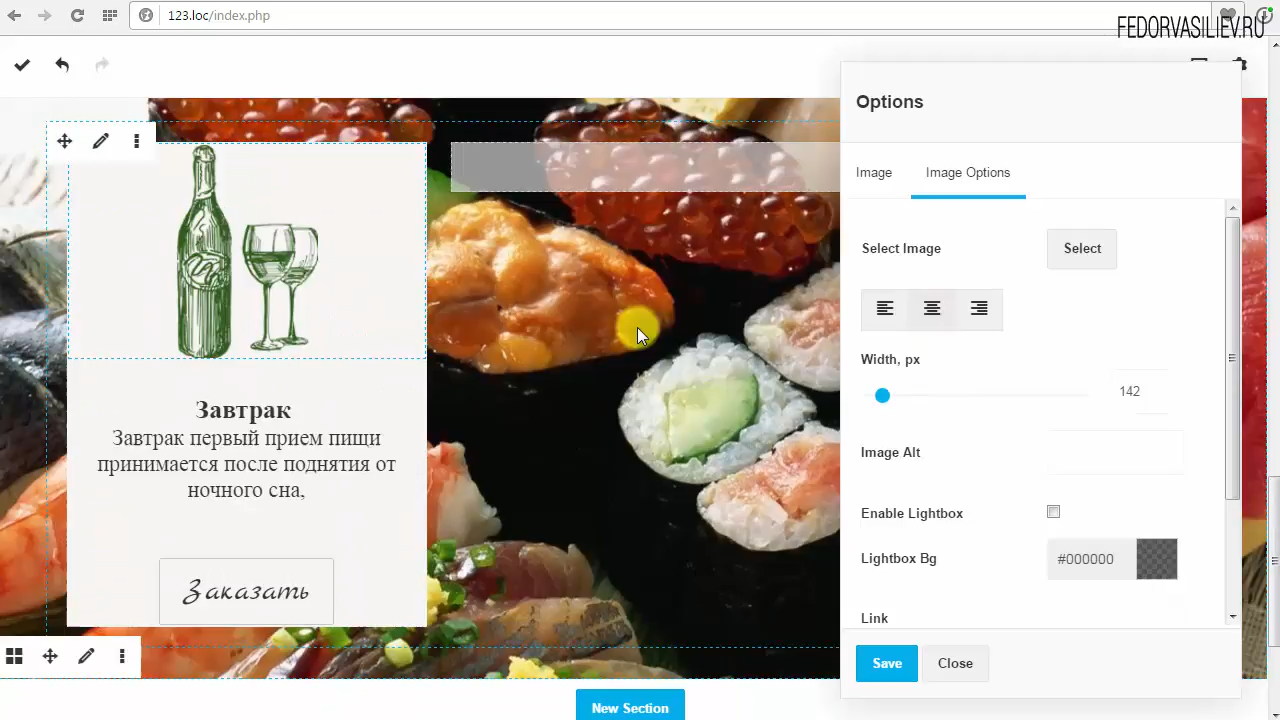 123.loc/index.php
FEDORVASILIEV.RU
Options
Image
Image Options
Select Image
Select
Width, px
142
Image Alt
Enable Lightbox
Lightbox Bg
#000000
Link
Save
Close
Завтрак
Завтрак первый прием пищи
принимается после поднятия от
ночного сна,
Заказать
New Section